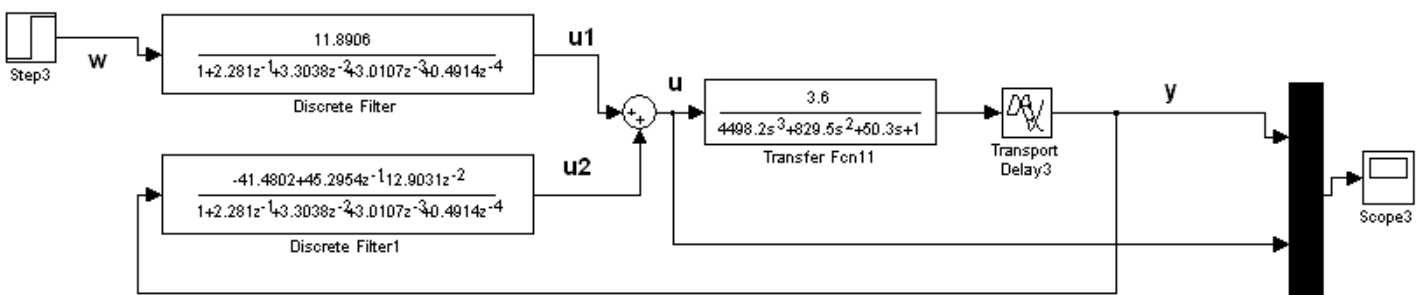 Step3
w
11.8906
1+2.281z-1+3.3038z-2+3.0107z-3+0.4914z-4
Discrete Filter
u1
+
+
u
3.6
4498.2s3+829.5s2+50.3s+1
Transfer Fcn11
Transport
Delay3
y
Scope3
-41.4802+45.2954z-112.9031z-2
1+2.281z-1+3.3038z-2+3.0107z-3+0.4914z-4
Discrete Filter1
u2